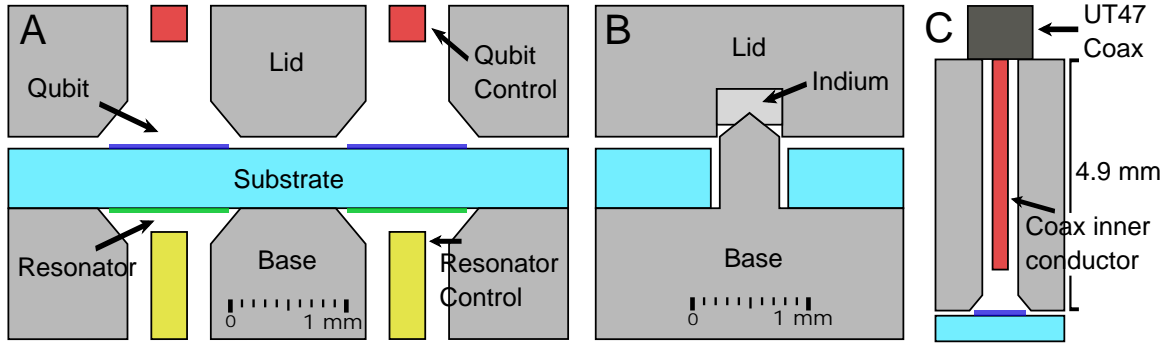 A
Lid
Qubit
Qubit
Control
Substrate
Resonator
Base
Resonator
Control
0
1 mm
B
Lid
Indium
Base
0
1 mm
C
UT47
Coax
4.9 mm
Coax inner
conductor